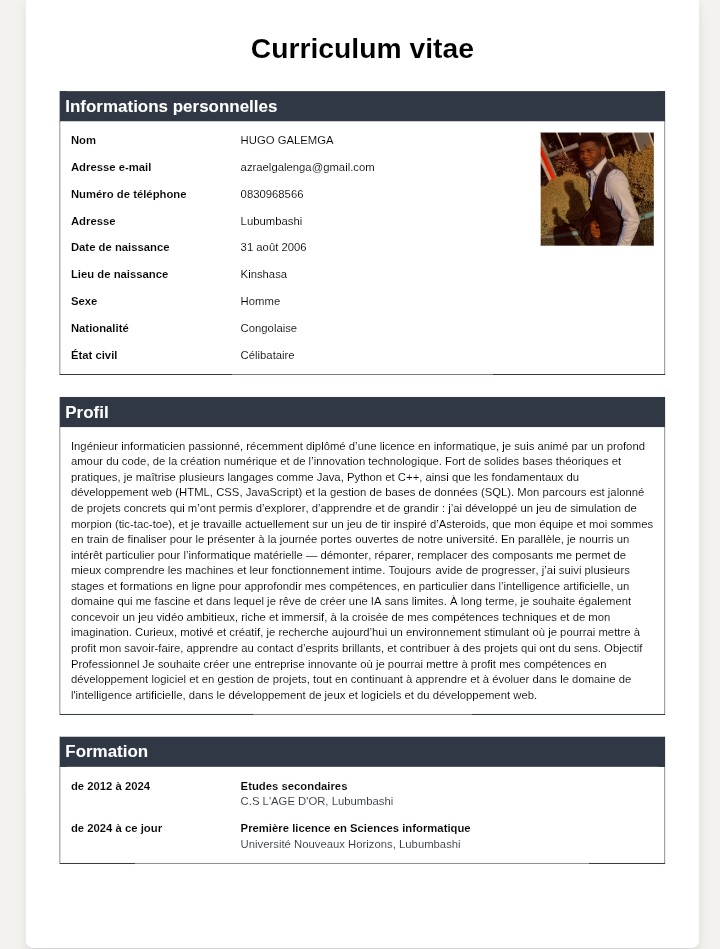 Curriculum vitae
Informations personnelles
Nom HUGO GALEMGA
Adresse e-mail azraelgalenga@gmail.com
Numéro de téléphone 0830968566
Adresse Lubumbashi
Date de naissance 31 août 2006
Lieu de naissance Kinshasa
Sexe Homme
Nationalité Congolaise
État civil Célibataire
Profil
Ingénieur informaticien passionné, récemment diplômé d’une licence en informatique, je suis animé par un profond
amour du code, de la création numérique et de l’innovation technologique. Fort de solides bases théoriques et
pratiques, je maîtrise plusieurs langages comme Java, Python et C++, ainsi que les fondamentaux du
développement web (HTML, CSS, JavaScript) et la gestion de bases de données (SQL). Mon parcours est jalonné
de projets concrets qui m’ont permis d’explorer, d’apprendre et de grandir : j’ai développé un jeu de simulation de
morpion (tic-tac-toe), et je travaille actuellement sur un jeu de tir inspiré d’Asteroids, que mon équipe et moi sommes
en train de finaliser pour le présenter à la journée portes ouvertes de notre université. En parallèle, je nourris un
intérêt particulier pour l’informatique matérielle — démonter, réparer, remplacer des composants me permet de
mieux comprendre les machines et leur fonctionnement intime. Toujours avide de progresser, j’ai suivi plusieurs
stages et formations en ligne pour approfondir mes compétences, en particulier dans l’intelligence artificielle, un
domaine qui me fascine et dans lequel je rêve de créer une IA sans limites. À long terme, je souhaite également
concevoir un jeu vidéo ambitieux, riche et immersif, à la croisée de mes compétences techniques et de mon
imagination. Curieux, motivé et créatif, je recherche aujourd’hui un environnement stimulant où je pourrai mettre à
profit mon savoir-faire, apprendre au contact d’esprits brillants, et contribuer à des projets qui ont du sens. Objectif
Professionnel Je souhaite créer une entreprise innovante où je pourrai mettre à profit mes compétences en
développement logiciel et en gestion de projets, tout en continuant à apprendre et à évoluer dans le domaine de
l'intelligence artificielle, dans le développement de jeux et logiciels et du développement web.
Formation
de 2012 à 2024 Etudes secondaires
C.S L'AGE D'OR, Lubumbashi
de 2024 à ce jour Première licence en Sciences informatique
Université Nouveaux Horizons, Lubumbashi